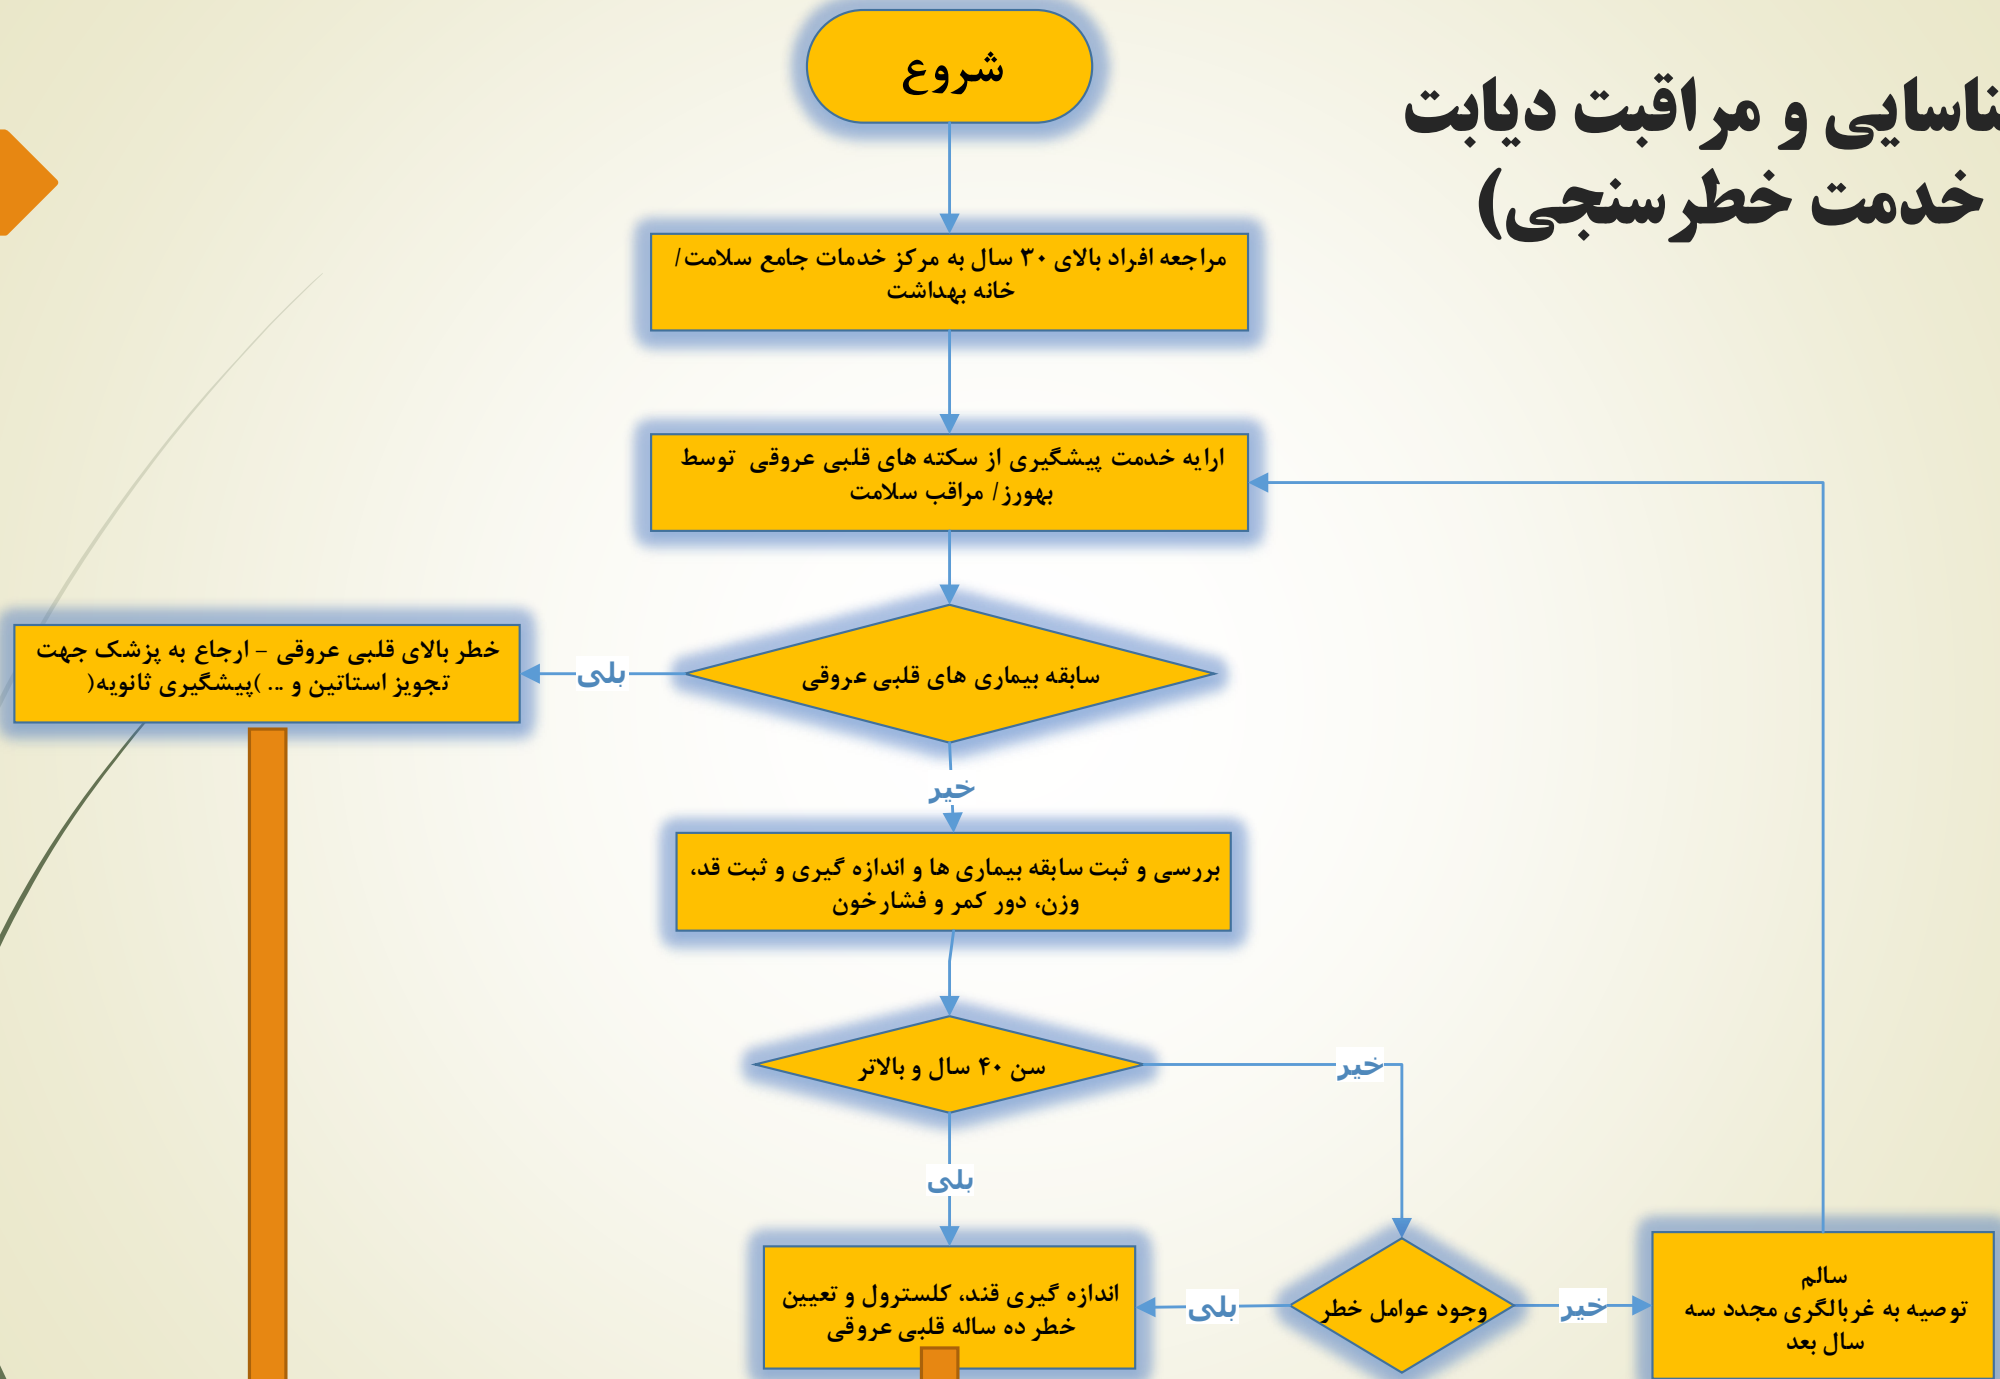 شروع
مراقبت دیابت و
خدمت خطرسنجی)
مراجعه افراد بالای ۳۰ سال به مرکز خدمات جامع سلامت/
خانه بهداشت
ارایه خدمت پیشگیری از سکته های قلبی عروقی توسط
بهورز/ مراقب سلامت
سابقه بیماری های قلبی عروقی
بلی
خطر بالای قلبی عروقی - ارجاع به پزشک جهت
تجویز استاتین و ... )پیشگیری ثانویه(
خیر
بررسی و ثبت سابقه بیماری ها و اندازه گیری و ثبت قد،
وزن، دور کمر و فشارخون
سن ۴۰ سال و بالاتر
خیر
بلی
اندازه گیری قند، کلسترول و تعیین
خطر ده ساله قلبی عروقی
بلی
وجود عوامل خطر
خیر
سالم
توصیه به غربالگری مجدد سه
سال بعد